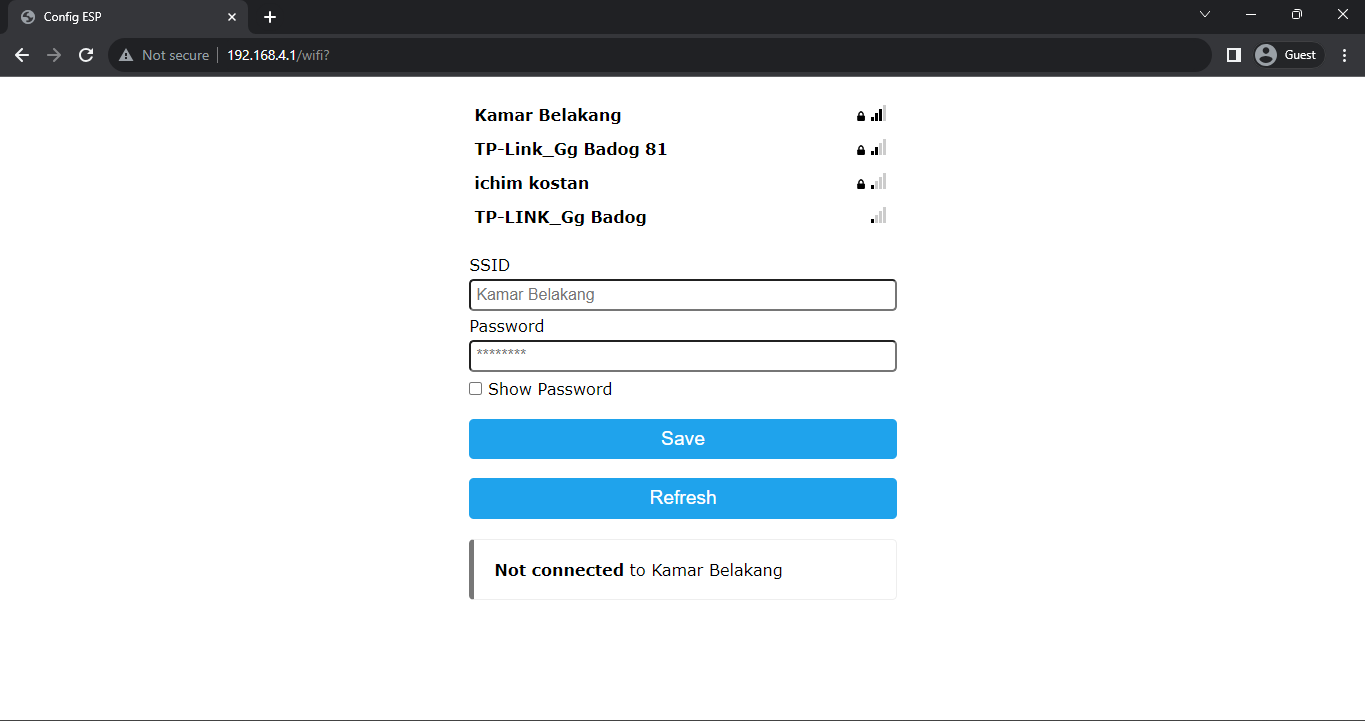 Config ESP
Not secure 192.168.4.1/wifi?
Guest
Kamar Belakang
TP-Link_Gg Badog 81
ichim kostan
TP-LINK_Gg Badog
SSID
Kamar Belakang
Password
********
Show Password
Save
Refresh
Not connected to Kamar Belakang